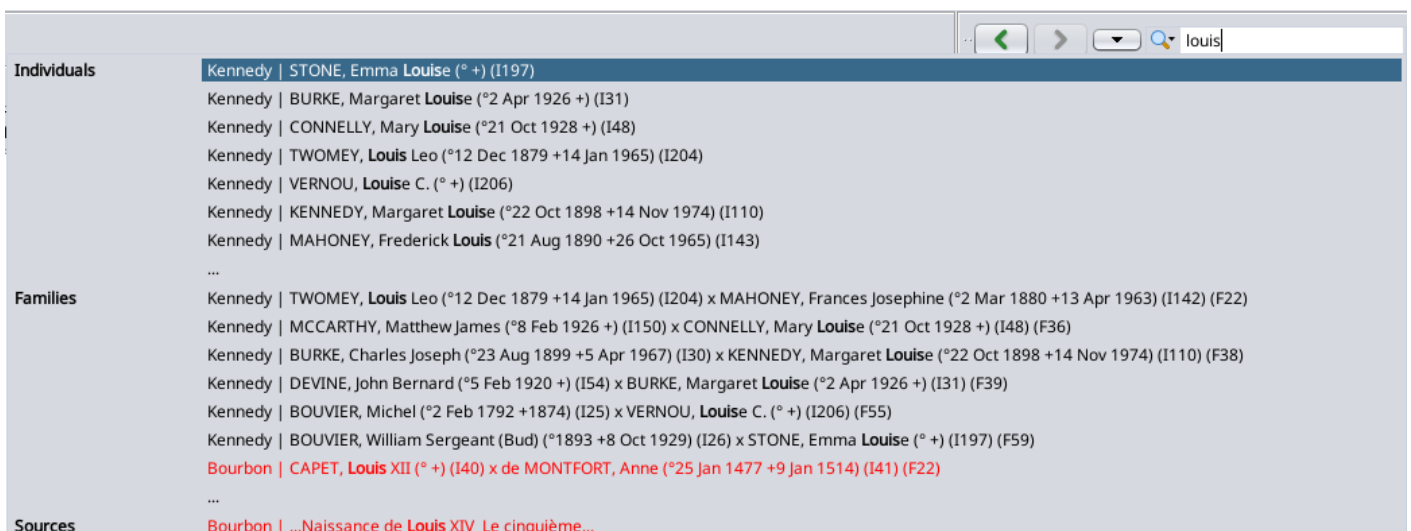 louis
Individuals Kennedy | STONE, Emma Louise (° +) (I197)
Kennedy | BURKE, Margaret Louise (°2 Apr 1926 +) (I31)
Kennedy | CONNELLY, Mary Louise (°21 Oct 1928 +) (I48)
Kennedy | TWOMEY, Louis Leo (°12 Dec 1879 +14 Jan 1965) (I204)
Kennedy | VERNOU, Louise C. (° +) (I206)
Kennedy | KENNEDY, Margaret Louise (°22 Oct 1898 +14 Nov 1974) (I110)
Kennedy | MAHONEY, Frederick Louis (°21 Aug 1890 +26 Oct 1965) (I143)
...
Families Kennedy | TWOMEY, Louis Leo (°12 Dec 1879 +14 Jan 1965) (I204) x MAHONEY, Frances Josephine (°2 Mar 1880 +13 Apr 1963) (I142) (F22)
Kennedy | MCCARTHY, Matthew James (°8 Feb 1926 +) (I150) x CONNELLY, Mary Louise (°21 Oct 1928 +) (I48) (F36)
Kennedy | BURKE, Charles Joseph (°23 Aug 1899 +5 Apr 1967) (I30) x KENNEDY, Margaret Louise (°22 Oct 1898 +14 Nov 1974) (I110) (F38)
Kennedy | DEVINE, John Bernard (°5 Feb 1920 +) (I54) x BURKE, Margaret Louise (°2 Apr 1926 +) (I31) (F39)
Kennedy | BOUVIER, Michel (°2 Feb 1792 +1874) (I25) x VERNOU, Louise C. (° +) (I206) (F55)
Kennedy | BOUVIER, William Sergeant (Bud) (°1893 +8 Oct 1929) (I26) x STONE, Emma Louise (° +) (I197) (F59)
Bourbon | CAPET, Louis XII (° +) (I40) x de MONTFORT, Anne (°25 Jan 1477 +9 Jan 1514) (I41) (F22)
...
Sources Bourbon | ...Naissance de Louis XIV Le cinquième...